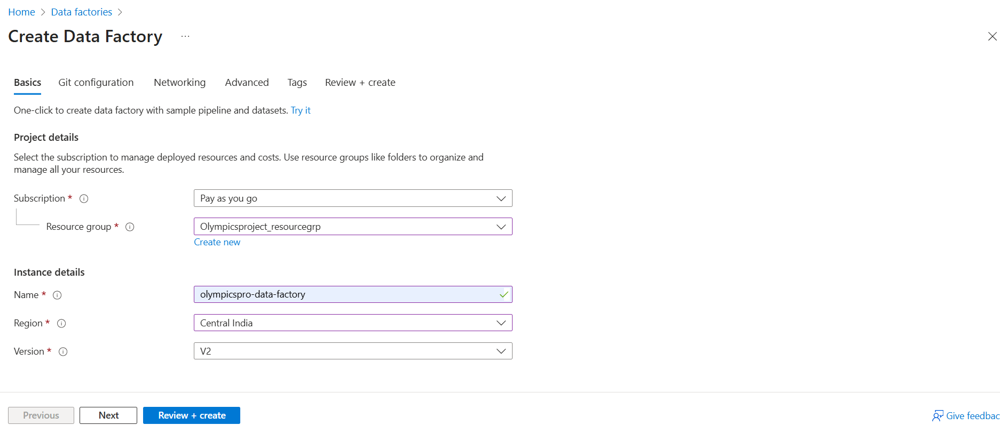 Home > Data factories >
Create Data Factory ...
Basics Git configuration Networking Advanced Tags Review + create
One-click to create data factory with sample pipeline and datasets. Try it
Project details
Select the subscription to manage deployed resources and costs. Use resource groups like folders to organize and
manage all your resources.
Subscription * Pay as you go
Resource group * Olympicsproject_resourcegrp
Create new
Instance details
Name * olympicspro-data-factory
Region * Central India
Version * V2
Previous Next Review + create Give feedbac